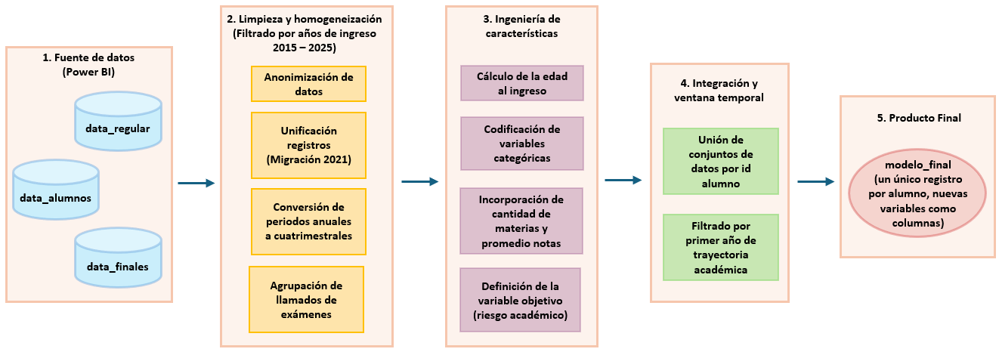 1. Fuente de datos
(Power BI)
data_regular
data_alumnos
data_finales
2. Limpieza y homogeneización
(Filtrado por años de ingreso
2015 – 2025)
Anonimización de
datos
Unificación
registros
(Migración 2021)
Conversión de
periodos anuales
a cuatrimestrales
Agrupación de
llamados de
exámenes
3. Ingeniería de
características
Cálculo de la edad
al ingreso
Codificación de
variables
categóricas
Incorporación de
cantidad de
materias y
promedio notas
Definición de la
variable objetivo
(riesgo académico)
4. Integración y
ventana temporal
Unión de
conjuntos de
datos por id
alumno
Filtrado por
primer año de
trayectoria
académica
5. Producto Final
modelo_final
(un único registro
por alumno, nuevas
variables como
columnas)